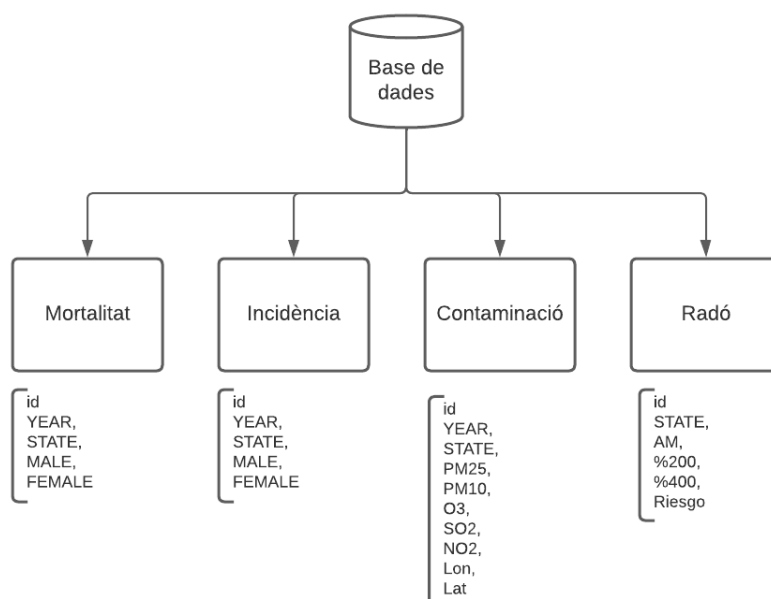 Base de
dades
Mortalitat
Incidència
Contaminació
Radó
id
YEAR,
STATE,
MALE,
FEMALE
id
YEAR,
STATE,
MALE,
FEMALE
id
YEAR,
STATE,
PM25,
PM10,
O3,
SO2,
NO2,
Lon,
Lat
id
STATE,
AM,
%200,
%400,
Riesgo